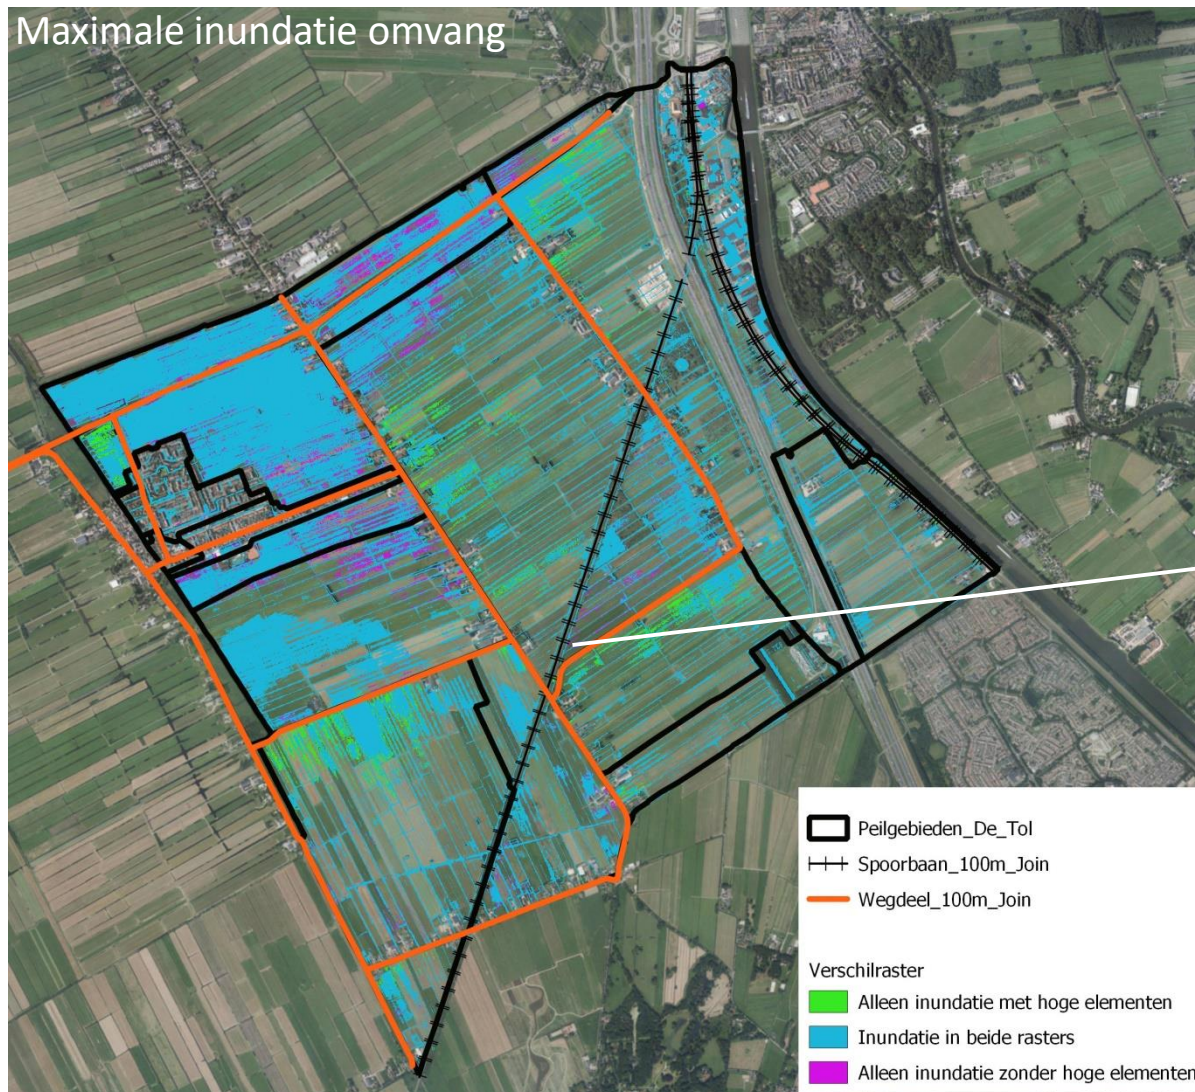 Maximale inundatie omvang
Peilgebieden_De_Tol
Spoorbaan_100m_Join
Wegdeel_100m_Join
Verschilraster
Alleen inundatie met hoge elementen
Inundatie in beide rasters
Alleen inundatie zonder hoge elementen